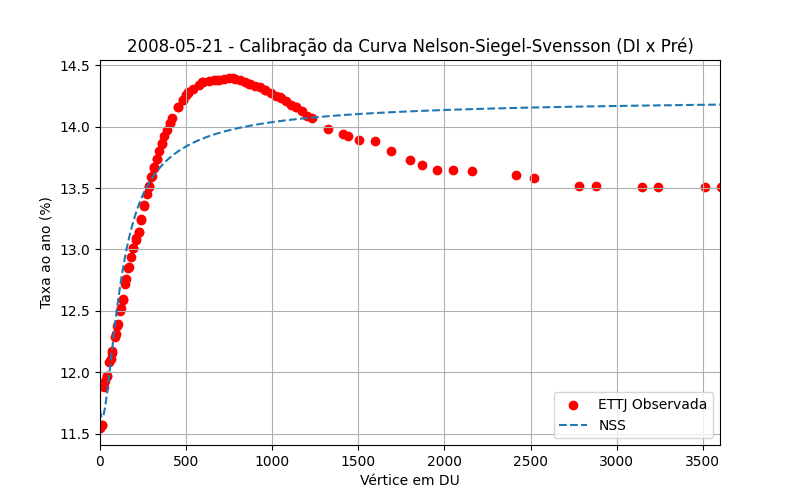 2008-05-21 - Calibração da Curva Nelson-Siegel-Svensson (DI x Pré)
14.5
14.0
13.5
13.0
12.5
12.0
11.5
Taxa ao ano (%)
0 500 1000 1500 2000 2500 3000 3500
Vértice em DU
ETTJ Observada
NSS